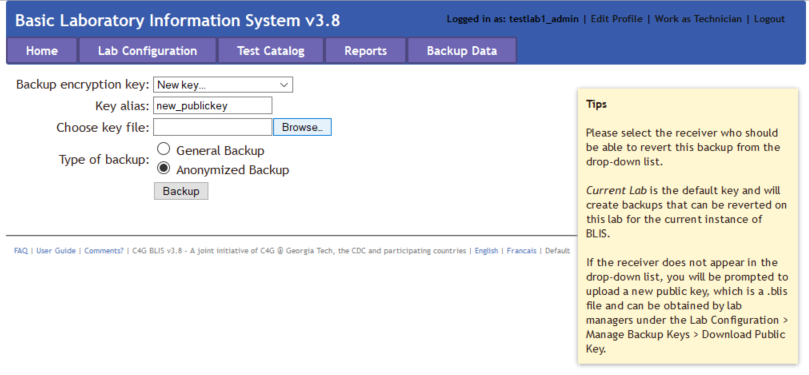 Basic Laboratory Information System v3.8
Logged in as: testlab1_admin | Edit Profile | Work as Technician | Logout
Home Lab Configuration Test Catalog Reports Backup Data
Backup encryption key: New key...
Key alias: new_publickey
Choose key file: Browse..
Type of backup: General Backup
Anonymized Backup
Backup
Tips
Please select the receiver who should
be able to revert this backup from the
drop-down list.
Current Lab is the default key and will
create backups that can be reverted on
this lab for the current instance of
BLIS.
If the receiver does not appear in the
drop-down list, you will be prompted to
upload a new public key, which is a .blis
file and can be obtained by lab
managers under the Lab Configuration >
Manage Backup Keys > Download Public
Key.
FAQ | User Guide | Comments? | C4G BLIS v3.8 - A joint initiative of C4G @ Georgia Tech, the CDC and participating countries | English | Francais | Default